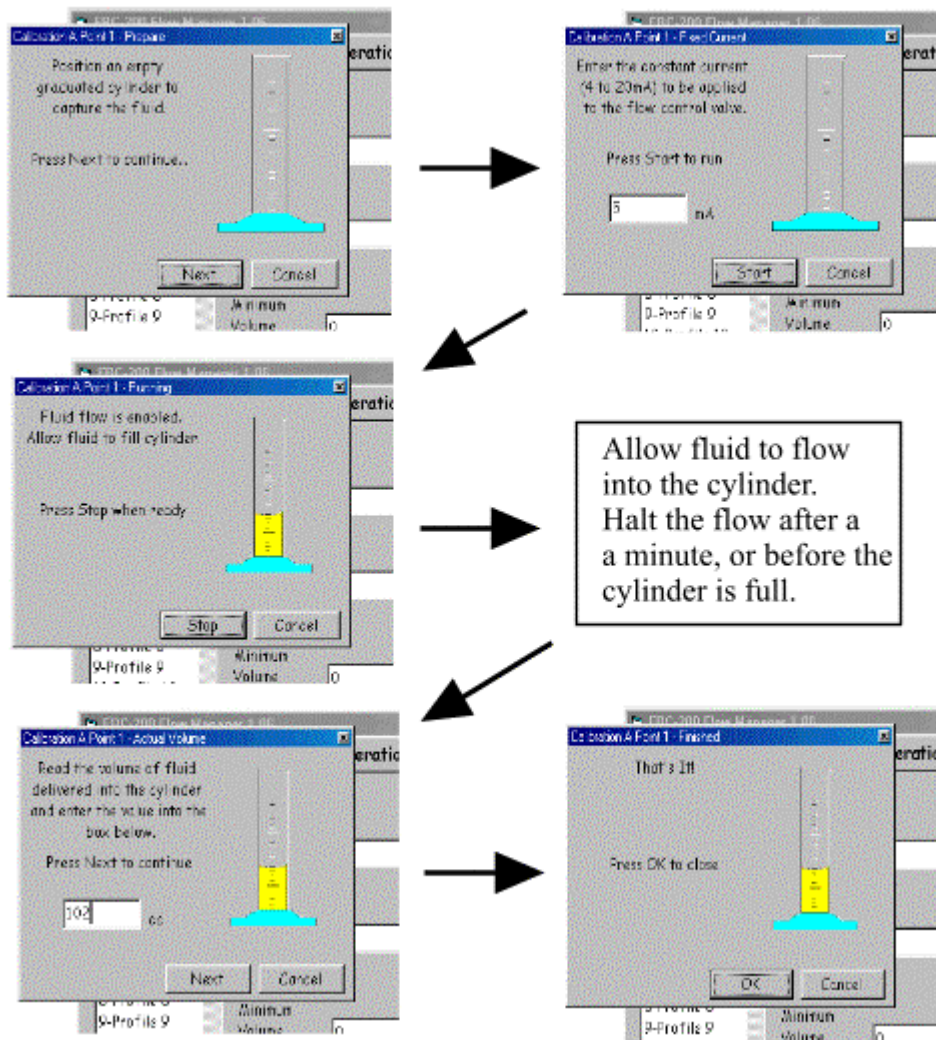 Calibration A Point 1 - Prepare
Position an empty
graduated cylinder to
capture the fluid.
Press Next to continue..
Next
Cancel
9-Profile 9
Minimum
Volume
0
Calibration A Point 1 - Fixed Current
Enter the constant current
(4 to 20mA) to be applied
to the flow control valve.
Press Start to run
5
mA
Start
Cancel
9-Profile 9
Minimum
Volume
0
Calibration A Point 1 - Running
Fluid flow is enabled.
Allow fluid to fill cylinder
Press Stop when ready
Stop
Cancel
9-Profile 9
Minimum
Volume
0
Allow fluid to flow
into the cylinder.
Halt the flow after a
a minute, or before the
cylinder is full.
Calibration A Point 1 - Actual Volume
Read the volume of fluid
delivered into the cylinder
and enter the value into the
box below.
Press Next to continue
102
cc
Next
Cancel
9-Profile 9
Minimum
Volume
0
Calibration A Point 1 - Finished
That's It!
Press OK to close
OK
Cancel
9-Profile 9
Minimum
Volume
0